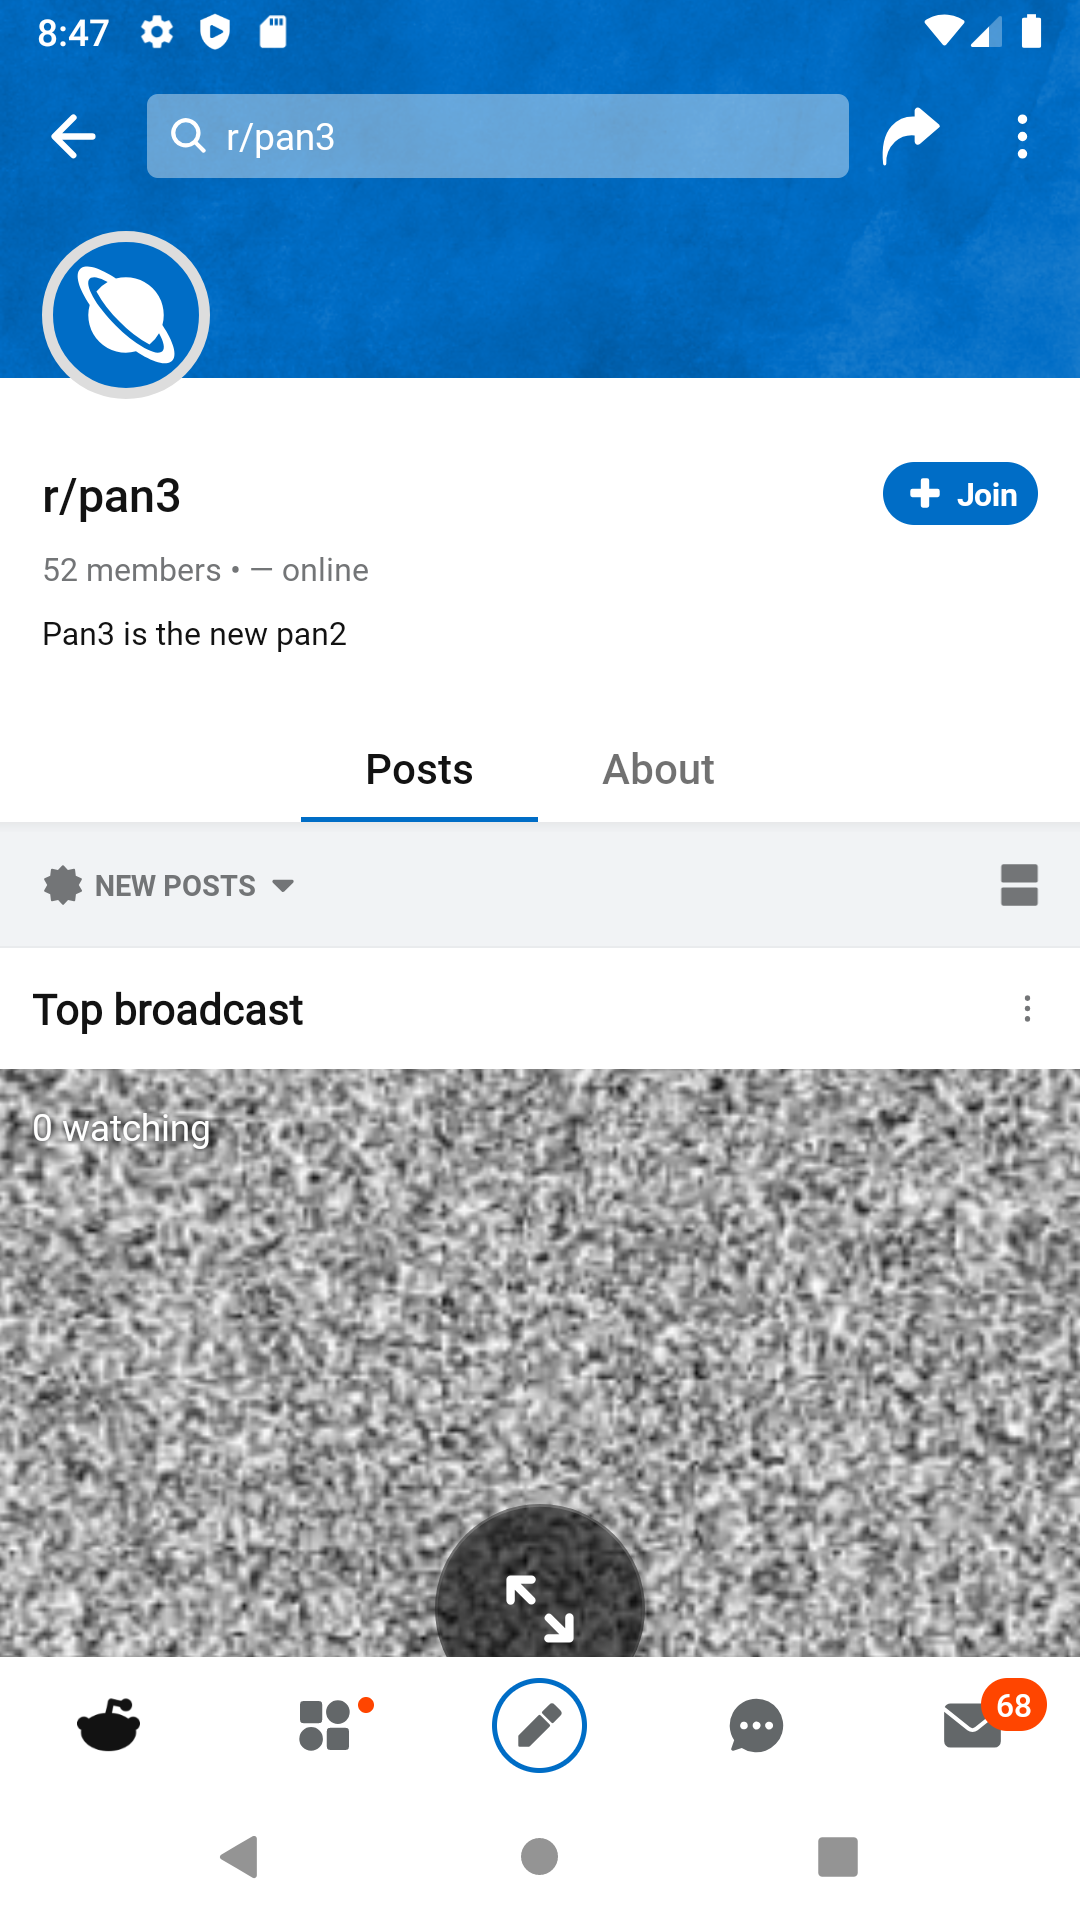 8:47
r/pan3
r/pan3
Join
52 members • — online
Pan3 is the new pan2
Posts
About
NEW POSTS
Top broadcast
0 watching
68